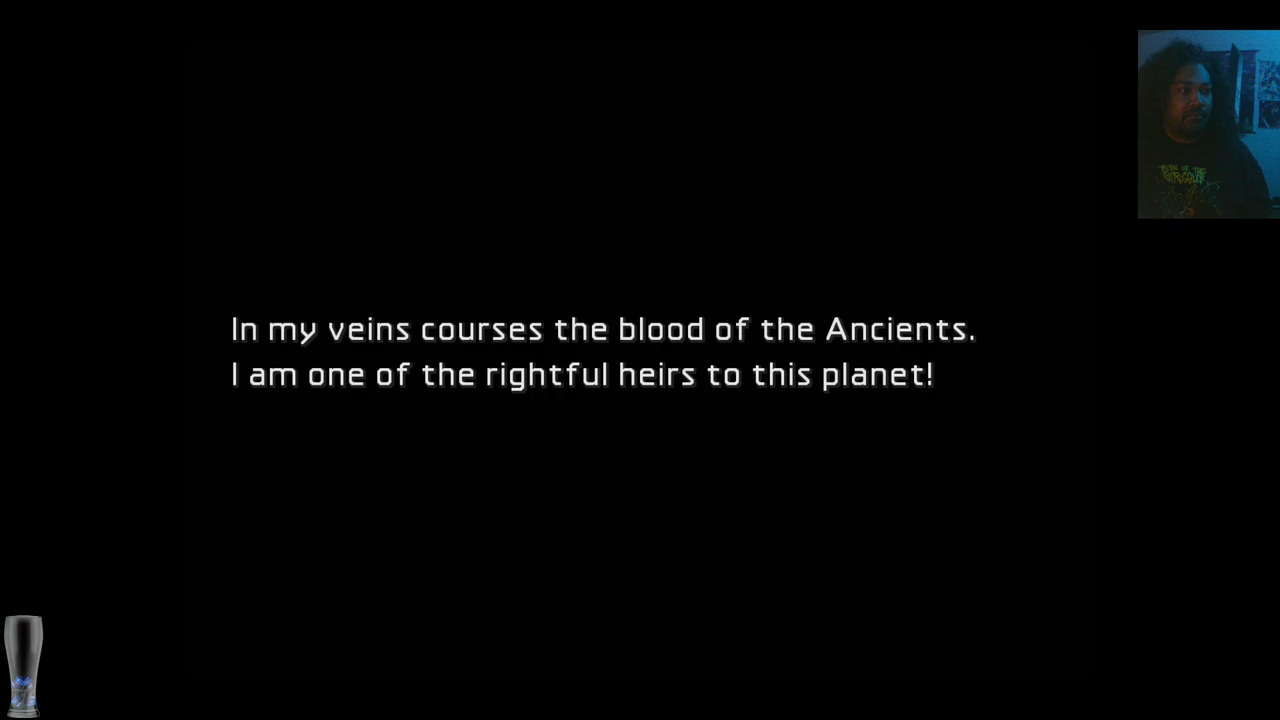 In my veins courses the blood of the Ancients.
I am one of the rightful heirs to this planet!